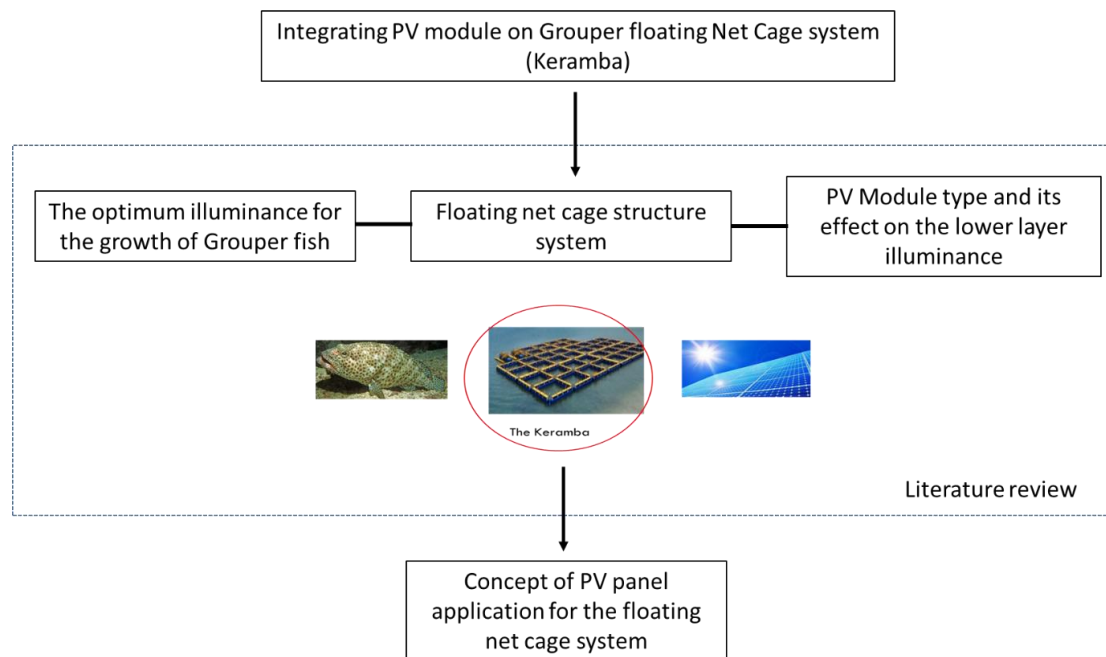 Integrating PV module on Grouper floating Net Cage system
(Keramba)
The optimum illuminance for
the growth of Grouper fish
Floating net cage structure
system
PV Module type and its
effect on the lower layer
illuminance
The Keramba
Literature review
Concept of PV panel
application for the floating
net cage system